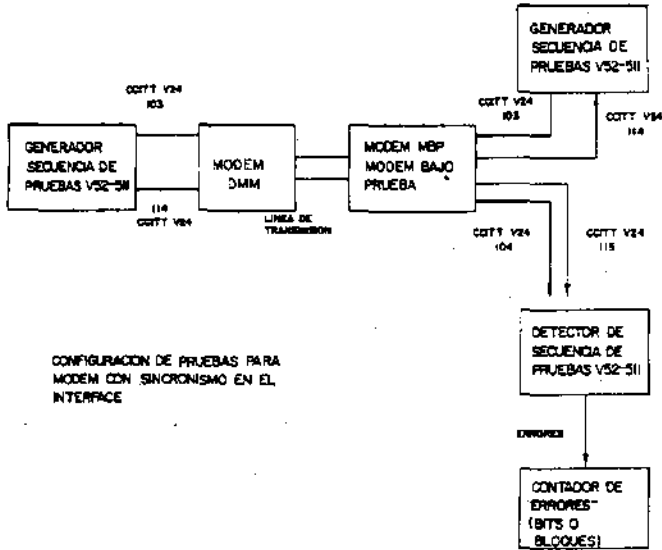 GENERADOR
SECUENCIA DE
PRUEBAS V52-511
CCITT V24
103
CCITT V24
103
CCITT V24
114
GENERADOR
SECUENCIA DE
PRUEBAS V52-511
MODEM
DMM
MODEM MBP
MODEM BAJO
PRUEBA
114
CCITT V24
LINEA DE
TRANSMISION
CCITT V24
104
CCITT V24
115
DETECTOR DE
SECUENCIA DE
PRUEBAS V52-511
CONFIGURACION DE PRUEBAS PARA
MODEM CON SINCRONISMO EN EL
INTERFACE
ERRORES
CONTADOR DE
ERRORES
(BITS O
BLOQUES)